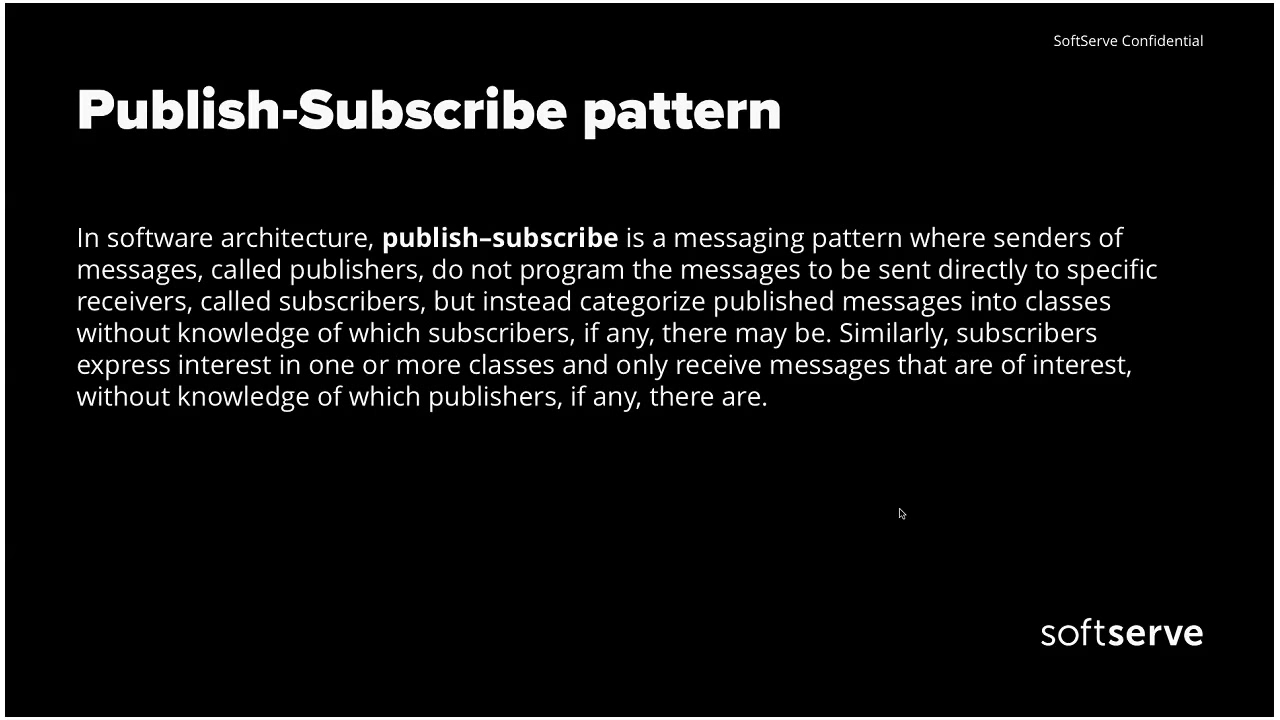 SoftServe Confidential
Publish-Subscribe pattern
In software architecture, publish–subscribe is a messaging pattern where senders of
messages, called publishers, do not program the messages to be sent directly to specific
receivers, called subscribers, but instead categorize published messages into classes
without knowledge of which subscribers, if any, there may be. Similarly, subscribers
express interest in one or more classes and only receive messages that are of interest,
without knowledge of which publishers, if any, there are.
softserve